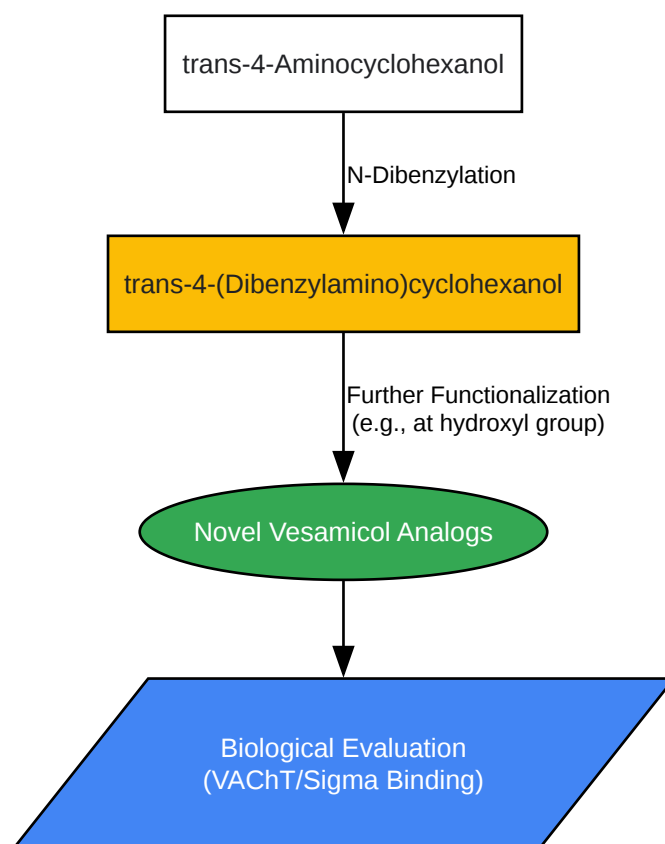 trans-4-Aminocyclohexanol
N-Dibenzylation
trans-4-(Dibenzylamino)cyclohexanol
Further Functionalization
(e.g., at hydroxyl group)
Novel Vesamicol Analogs
Biological Evaluation
(VAChT/Sigma Binding)